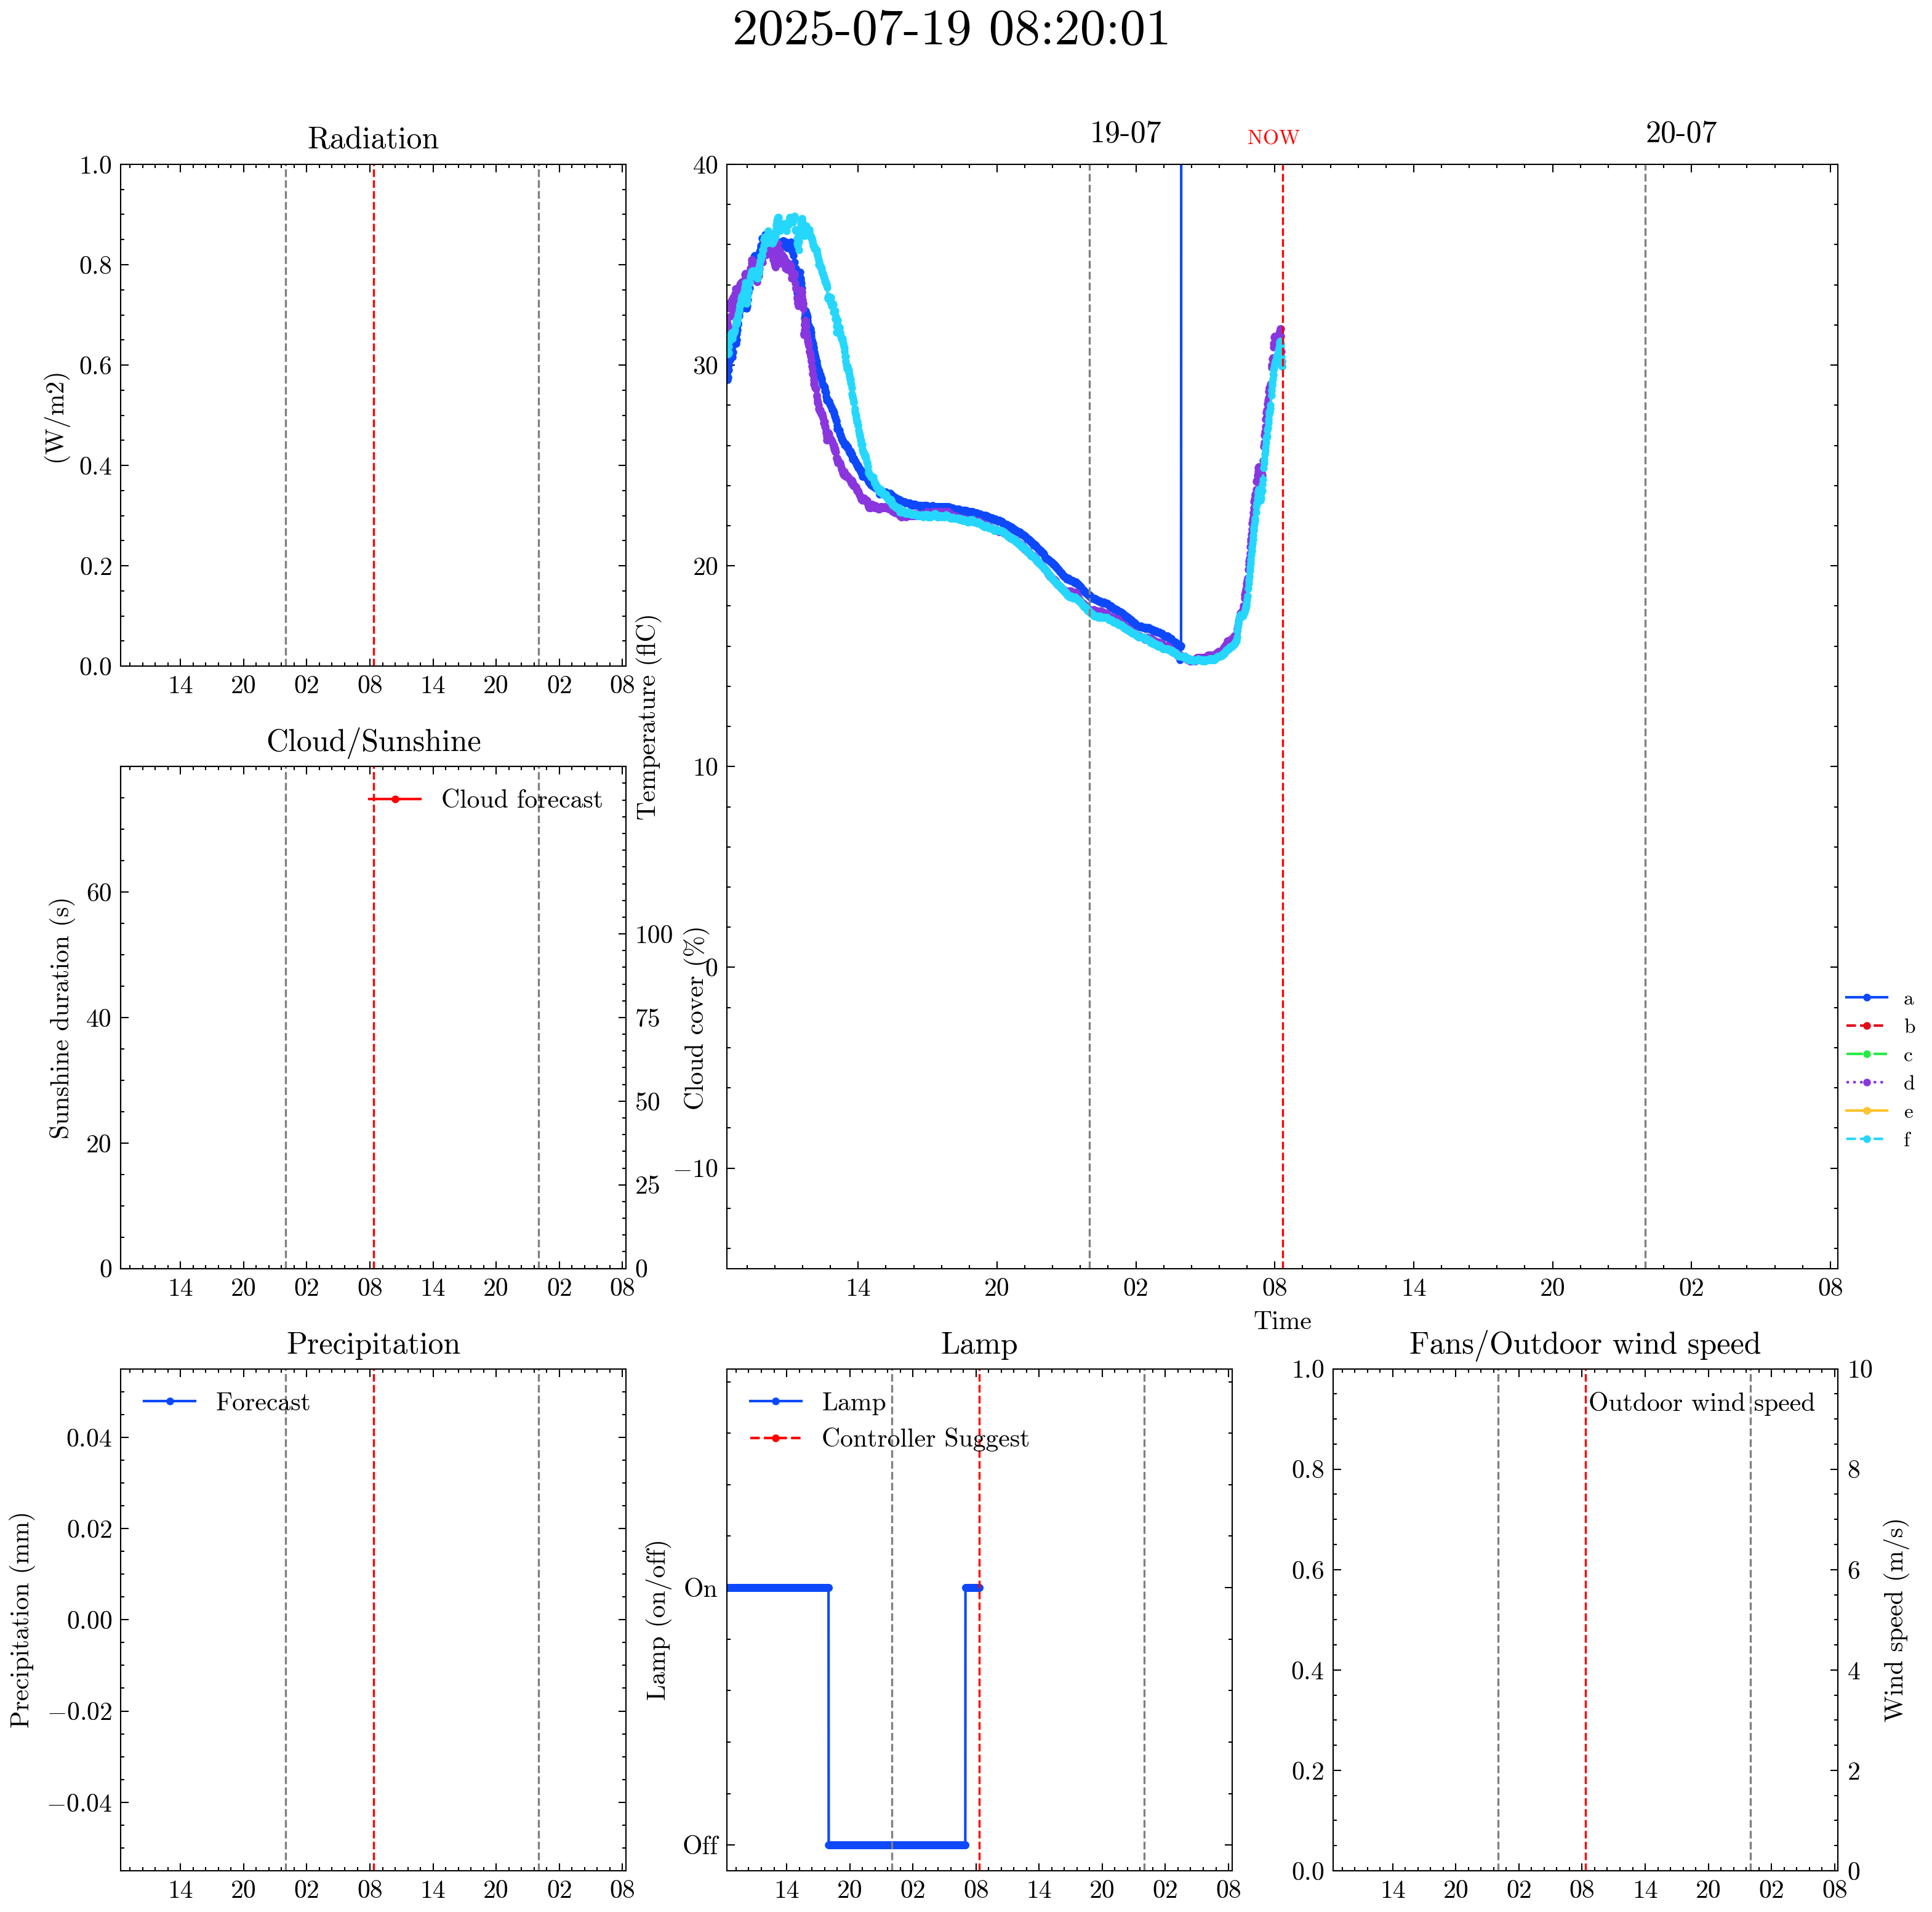 2025-07-19 08:20:01
Radiation
1.0
0.8
0.6
0.4
0.2
0.0
(W/m2)
14 20 02 08 14 20 02 08
19-07
NOW
20-07
40
30
20
10
0
−10
Temperature (flC)
14 20 02 08 14 20 02 08
Time
a
b
c
d
e
f
Cloud/Sunshine
Cloud forecast
60
40
20
0
Sunshine duration (s)
100
75
50
25
0
Cloud cover (%)
14 20 02 08 14 20 02 08
Precipitation
Forecast
0.04
0.02
0.00
−0.02
−0.04
Precipitation (mm)
14 20 02 08 14 20 02 08
Lamp
Lamp
Controller Suggest
On
Off
Lamp (on/off)
14 20 02 08 14 20 02 08
Fans/Outdoor wind speed
Outdoor wind speed
1.0
0.8
0.6
0.4
0.2
0.0
10
8
6
4
2
0
Wind speed (m/s)
14 20 02 08 14 20 02 08